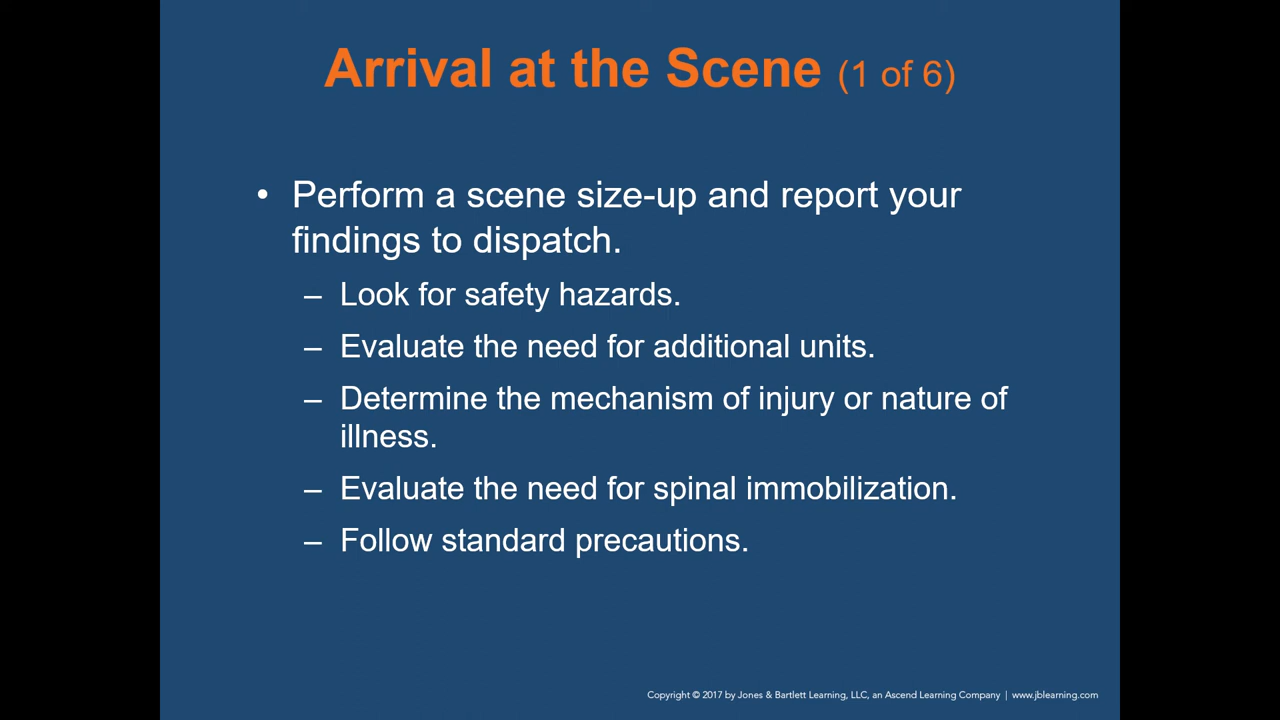 Arrival at the Scene (1 of 6)
• Perform a scene size-up and report your
findings to dispatch.
– Look for safety hazards.
– Evaluate the need for additional units.
– Determine the mechanism of injury or nature of
illness.
– Evaluate the need for spinal immobilization.
– Follow standard precautions.
Copyright © 2017 by Jones & Bartlett Learning, LLC, an Ascend Learning Company | www.jblearning.com